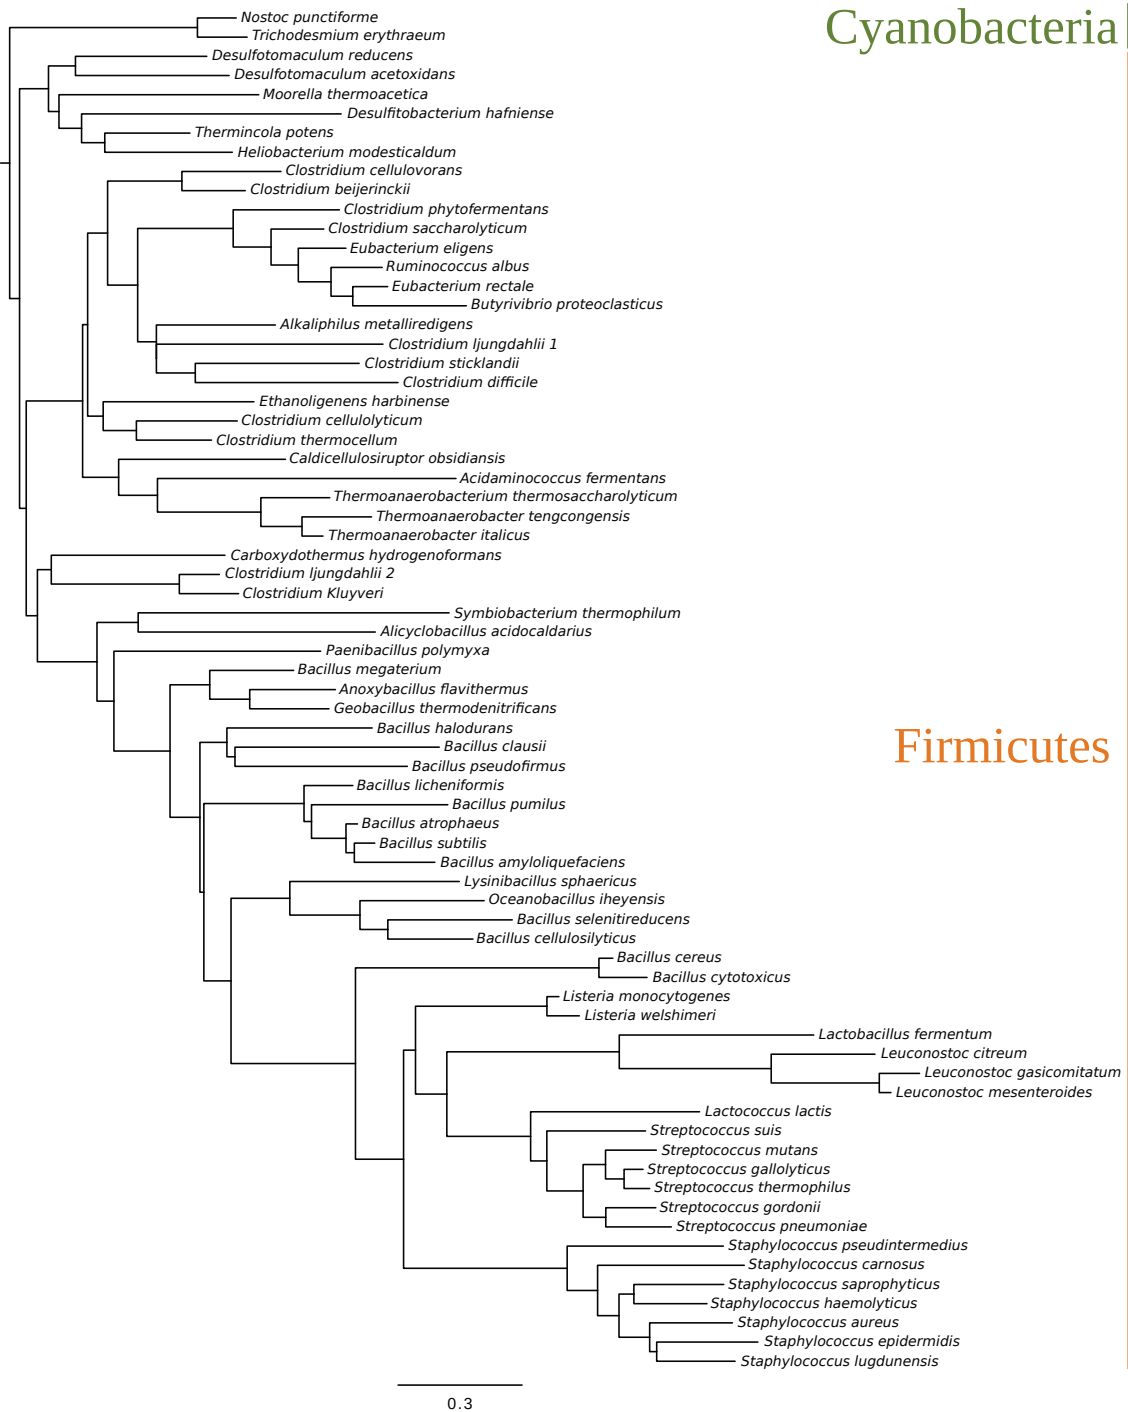 Nostoc punctiforme
Cyanobacteria
Trichodesmium erythraeum
Desulfotomaculum reducens
Desulfotomaculum acetoxidans
Moorella thermoacetica
Desulfitobacterium hafniense
Thermincola potens
Heliobacterium modesticaldum
Clostridium cellulovorans
Clostridium beijerinckii
Clostridium phytofermentans
Clostridium saccharolyticum
Eubacterium eligens
Ruminococcus albus
Eubacterium rectale
Butyrivibrio proteoclasticus
Alkaliphilus metalliredigens
Clostridium ljungdahlii 1
Clostridium sticklandii
Clostridium difficile
Ethanoligenens harbinense
Clostridium cellulolyticum
Clostridium thermocellum
Caldicellulosiruptor obsidiansis
Acidaminococcus fermentans
Thermoanaerobacterium thermosaccharolyticum
Thermoanaerobacter tengcongensis
Thermoanaerobacter italicus
Carboxydothermus hydrogenoformans
Clostridium ljungdahlii 2
Clostridium Kluyveri
Symbiobacterium thermophilum
Alicyclobacillus acidocaldarius
Paenibacillus polymyxa
Bacillus megaterium
Anoxybacillus flavithermus
Geobacillus thermodenitrificans
Bacillus halodurans
Firmicutes
Bacillus clausii
Bacillus pseudofirmus
Bacillus licheniformis
Bacillus pumilus
Bacillus atrophaeus
Bacillus subtilis
Bacillus amyloliquefaciens
Lysinibacillus sphaericus
Oceanobacillus iheyensis
Bacillus selenitireducens
Bacillus cellulosilyticus
Bacillus cereus
Bacillus cytotoxicus
Listeria monocytogenes
Listeria welshimeri
Lactobacillus fermentum
Leuconostoc citreum
Leuconostoc gasicomitatum
Leuconostoc mesenteroides
Lactococcus lactis
Streptococcus suis
Streptococcus mutans
Streptococcus gallolyticus
Streptococcus thermophilus
Streptococcus gordonii
Streptococcus pneumoniae
Staphylococcus pseudintermedius
Staphylococcus carnosus
Staphylococcus saprophyticus
Staphylococcus haemolyticus
Staphylococcus aureus
Staphylococcus epidermidis
Staphylococcus lugdunensis
0.3